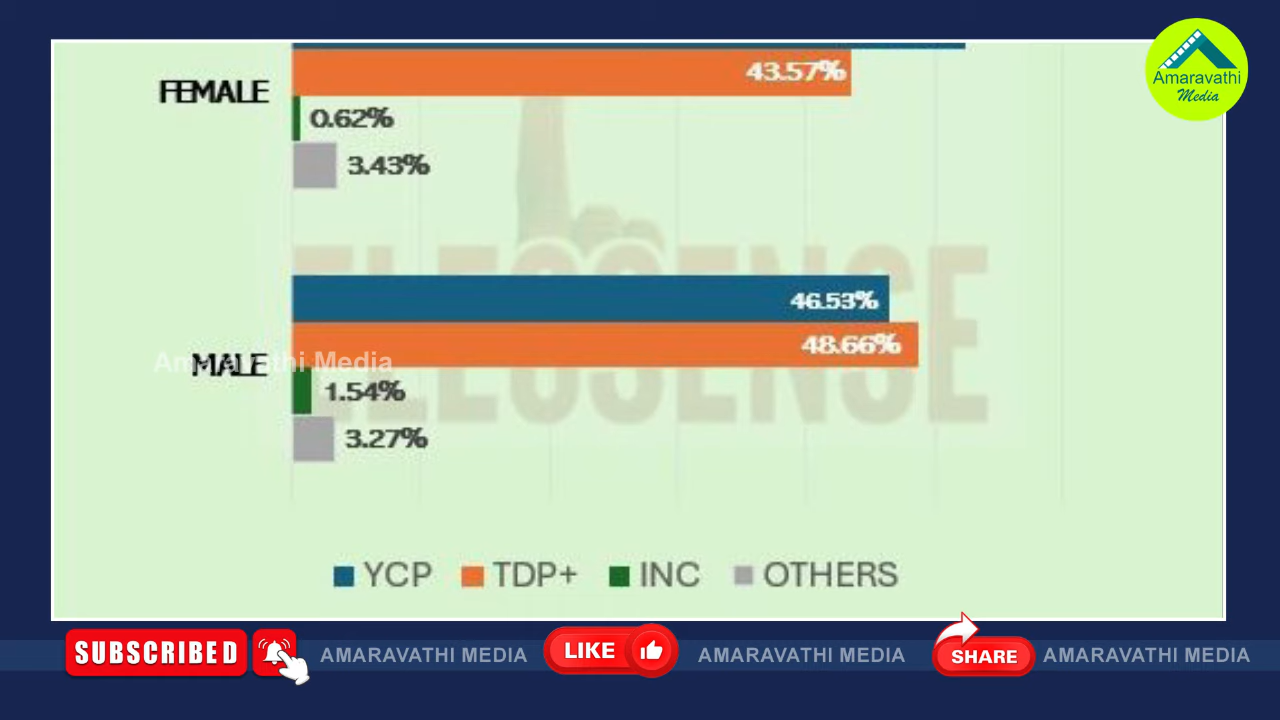 Amaravathi
Media
43.57%
FEMALE
0.62%
3.43%
ELESSENSE
46.53%
48.66%
MALE
Amaravathi Media
1.54%
3.27%
YCP TDP+ INC OTHERS
SUBSCRIBED AMARAVATHI MEDIA LIKE AMARAVATHI MEDIA SHARE AMARAVATHI MEDIA